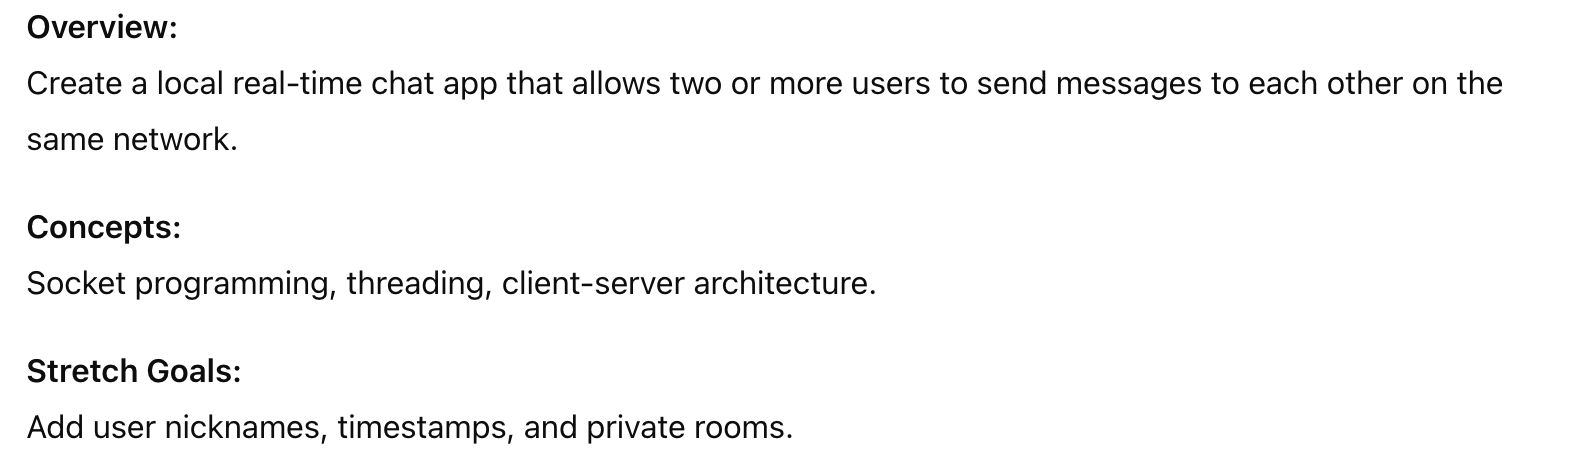 Overview:
Create a local real-time chat app that allows two or more users to send messages to each other on the
same network.
Concepts:
Socket programming, threading, client-server architecture.
Stretch Goals:
Add user nicknames, timestamps, and private rooms.